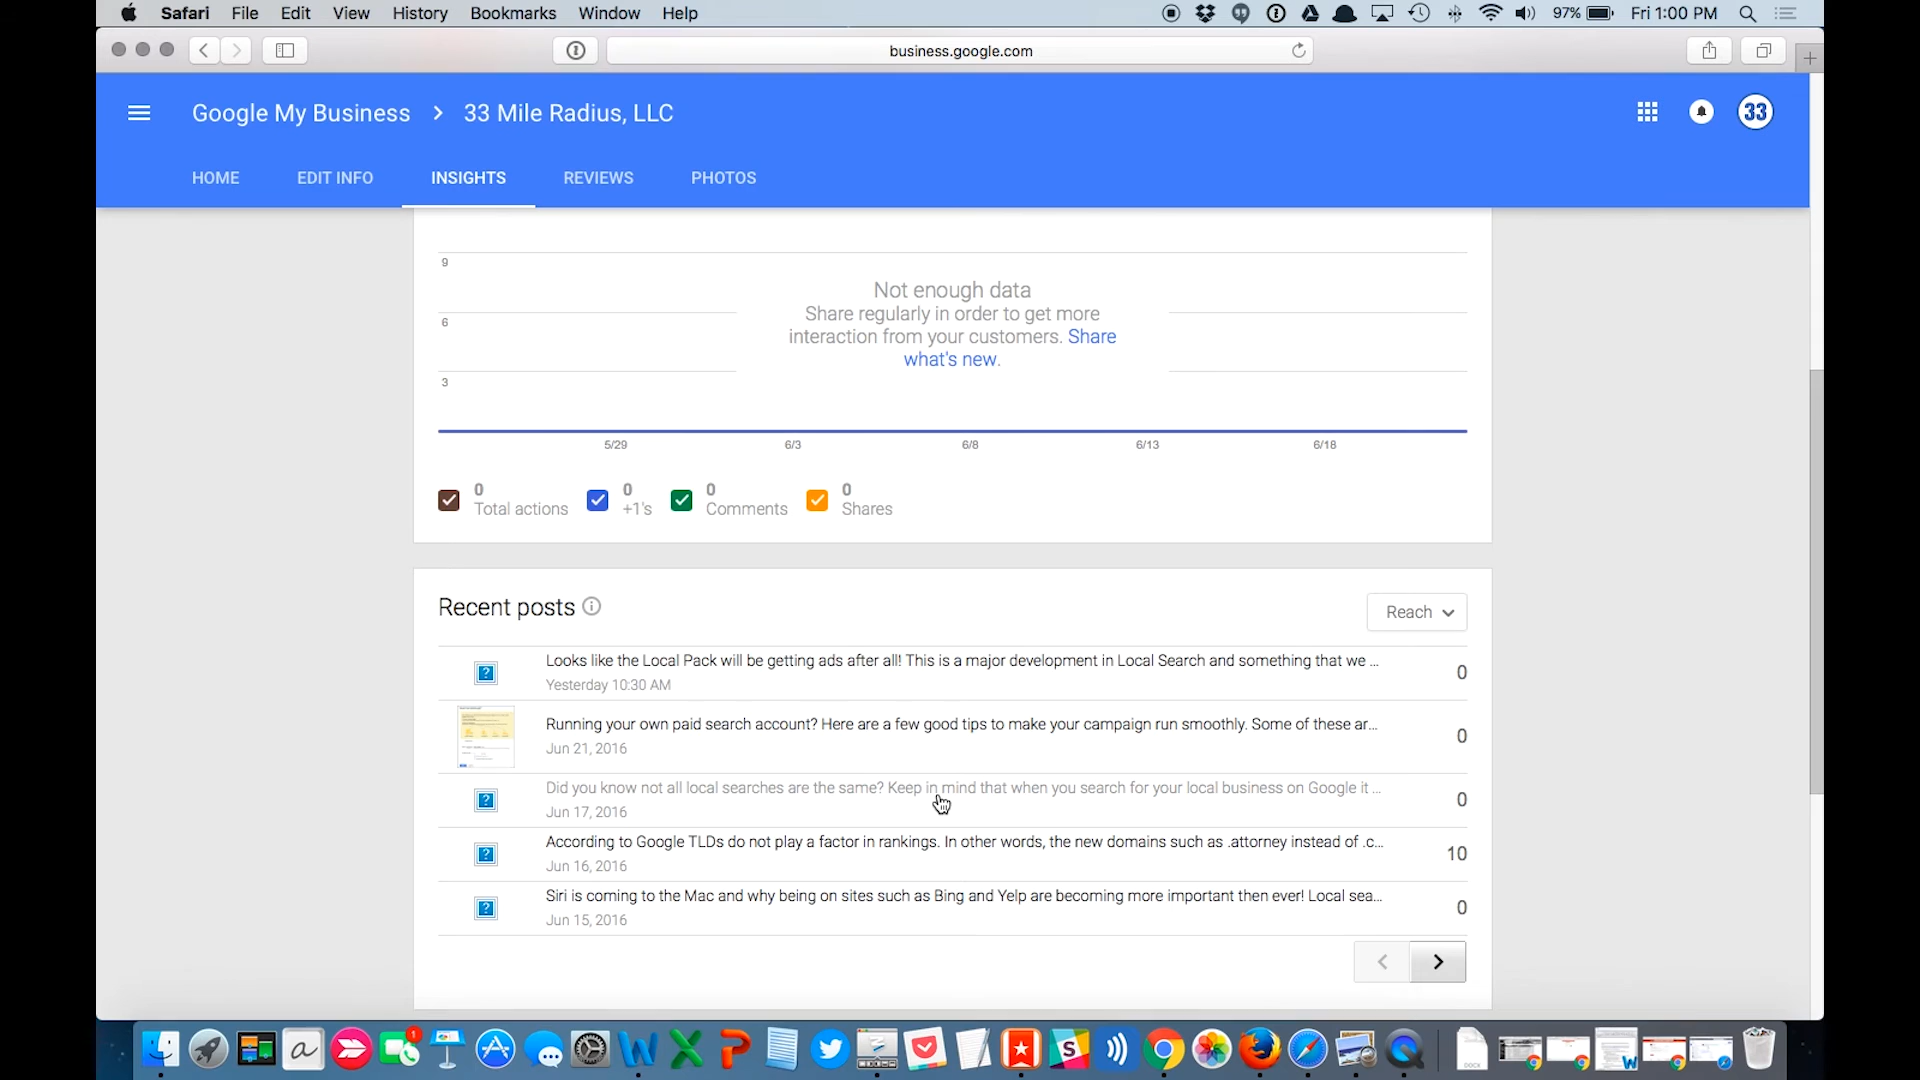 Safari File Edit View History Bookmarks Window Help 97% Fri 1:00 PM
business.google.com
Google My Business > 33 Mile Radius, LLC 33
HOME EDIT INFO INSIGHTS REVIEWS PHOTOS
9
Not enough data
Share regularly in order to get more
6
interaction from your customers. Share
what's new.
3
5/29 6/3 6/8 6/13 6/18
0 0 0 0
Total actions +1's Comments Shares
Recent posts Reach
Looks like the Local Pack will be getting ads after all! This is a major development in Local Search and something that we ...
0
Yesterday 10:30 AM
Running your own paid search account? Here are a few good tips to make your campaign run smoothly. Some of these ar...
0
Jun 21, 2016
Did you know not all local searches are the same? Keep in mind that when you search for your local business on Google it ...
0
Jun 17, 2016
According to Google TLDs do not play a factor in rankings. In other words, the new domains such as .attorney instead of .c...
10
Jun 16, 2016
Siri is coming to the Mac and why being on sites such as Bing and Yelp are becoming more important then ever! Local sea...
0
Jun 15, 2016
1
DOCX